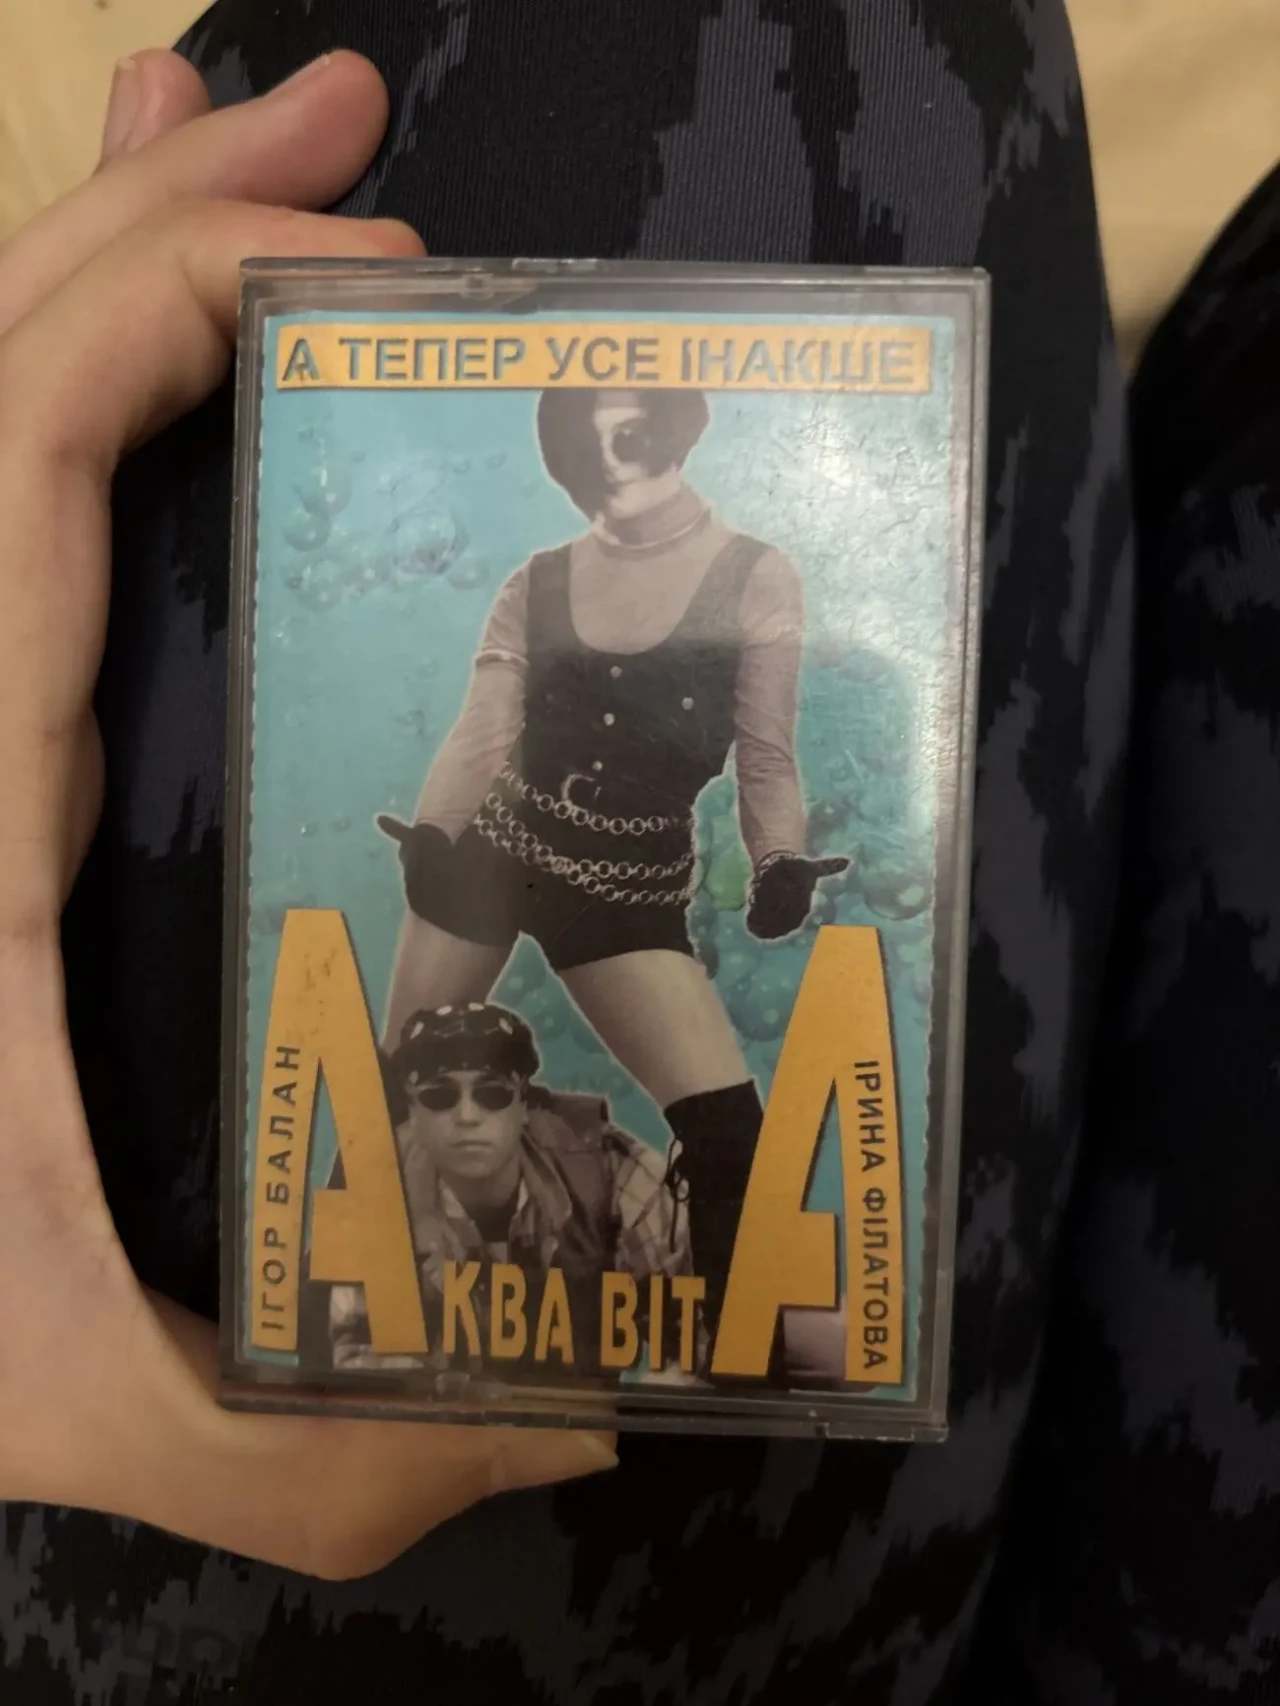 А ТЕПЕР УСЕ ІНАКШЕ
ІГОР БАЛАН
АКВА ВІТА
ІРИНА ФІЛАТОВА